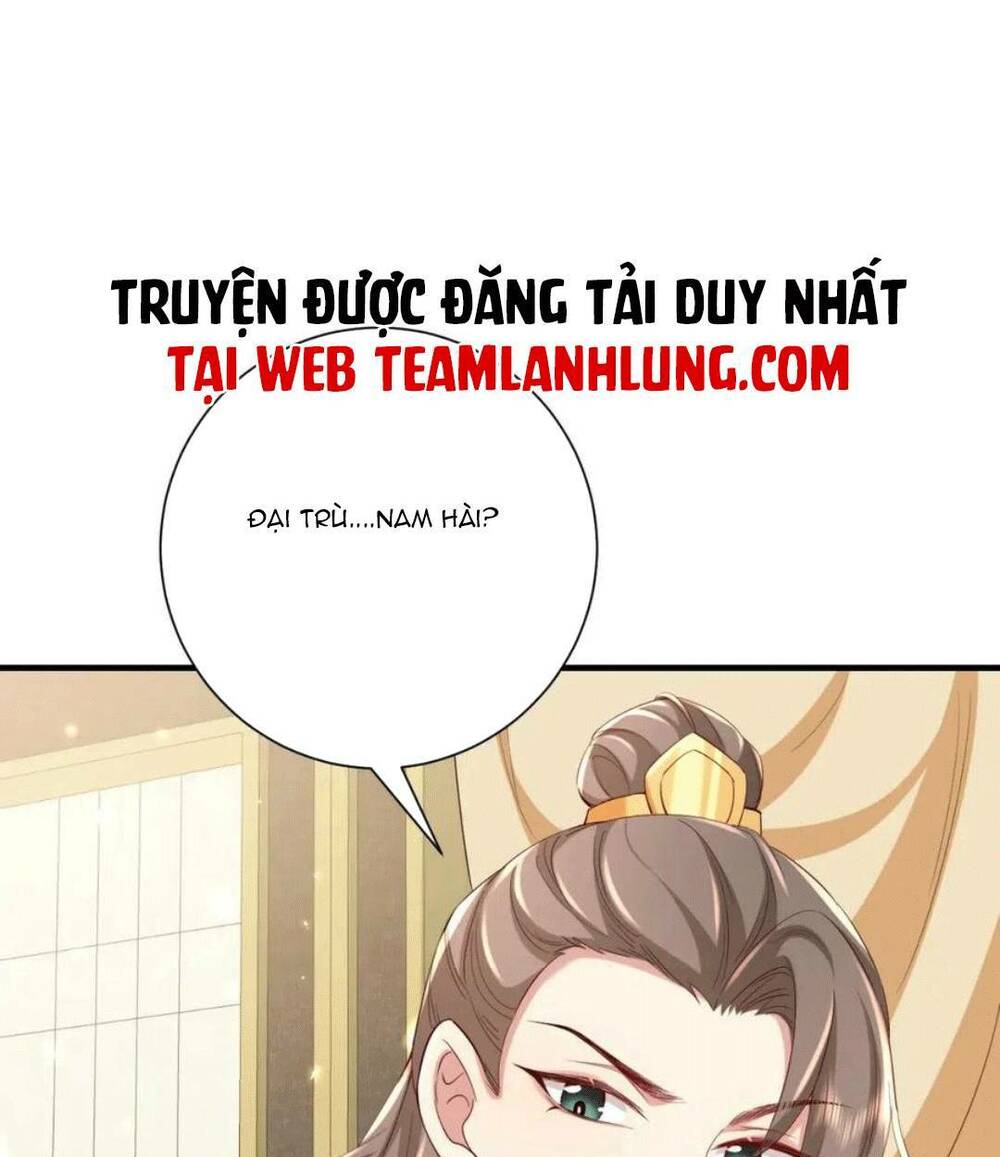 TRUYỆN ĐƯỢC ĐĂNG TẢI DUY NHẤT
TẠI WEB TEAMLANHLUNG.COM
ĐẠI TRÙ....NAM HÀI?